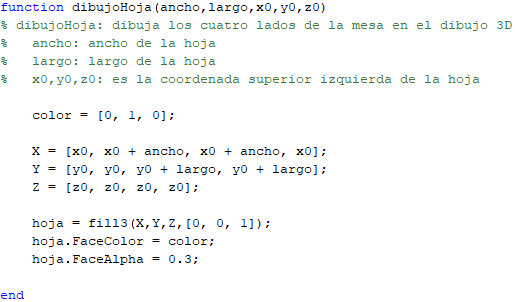 function dibujoHoja(ancho,largo,x0,y0,z0)
% dibujoHoja: dibuja los cuatro lados de la mesa en el dibujo 3D
%   ancho: ancho de la hoja
%   largo: largo de la hoja
%   x0,y0,z0: es la coordenada superior izquierda de la hoja
color = [0, 1, 0];
X = [x0, x0 + ancho, x0 + ancho, x0];
Y = [y0, y0, y0 + largo, y0 + largo];
Z = [z0, z0, z0, z0];
hoja = fill3(X,Y,Z,[0, 0, 1]);
hoja.FaceColor = color;
hoja.FaceAlpha = 0.3;
end